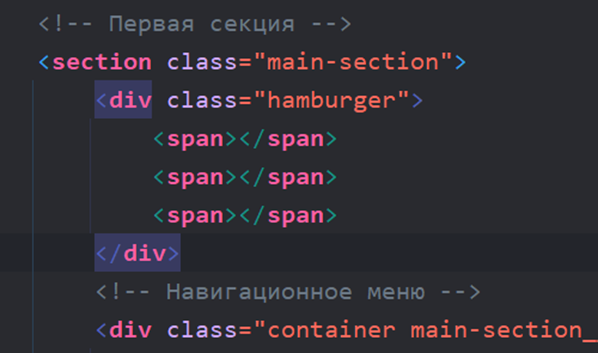 <!-- Первая секция -->
<section class="main-section">
<div class="hamburger">
<span></span>
<span></span>
<span></span>
</div>
<!-- Навигационное меню -->
<div class="container main-section_